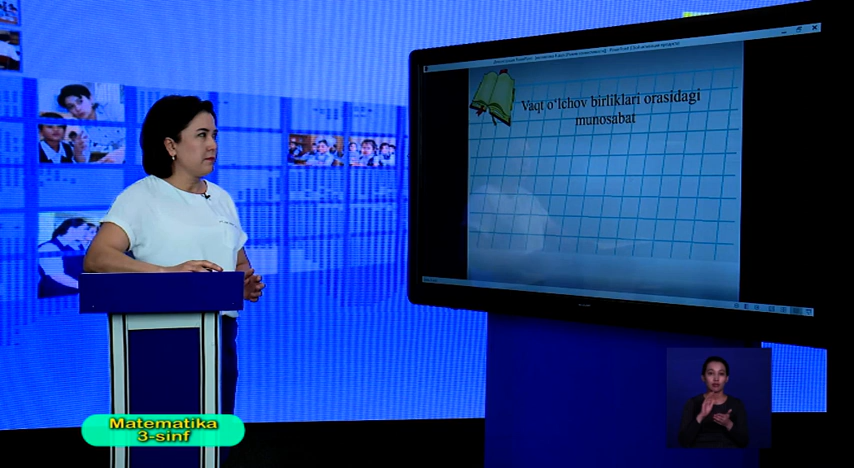 Vaqt o‘lchov birliklari orasidagi
munosabat
Matematika
3-sinf